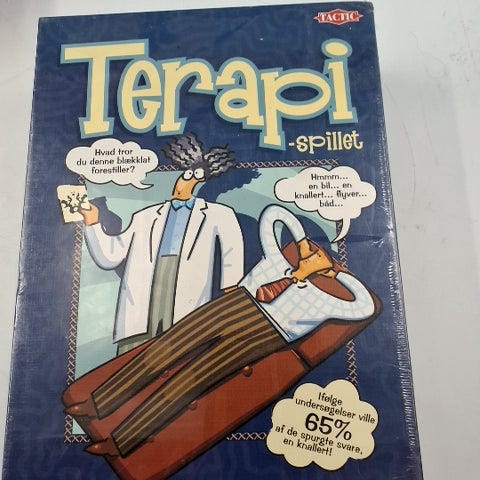 TACTIC
Terapi
-spillet
Hvad tror
du denne blækklat
forestiller?
Hmmm...
en bil... en
knallert... flyver...
båd...
Ifølge
undersøgelser ville
65%
af de spurgte svare,
en knallert!